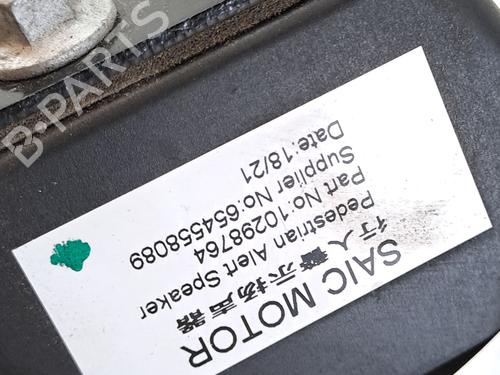 SAIC MOTOR
行人警示扬声器
Pedestrian Alert Speaker
Part No:10298764
Supplier No:654558089
Date:18/21
B-PARTS